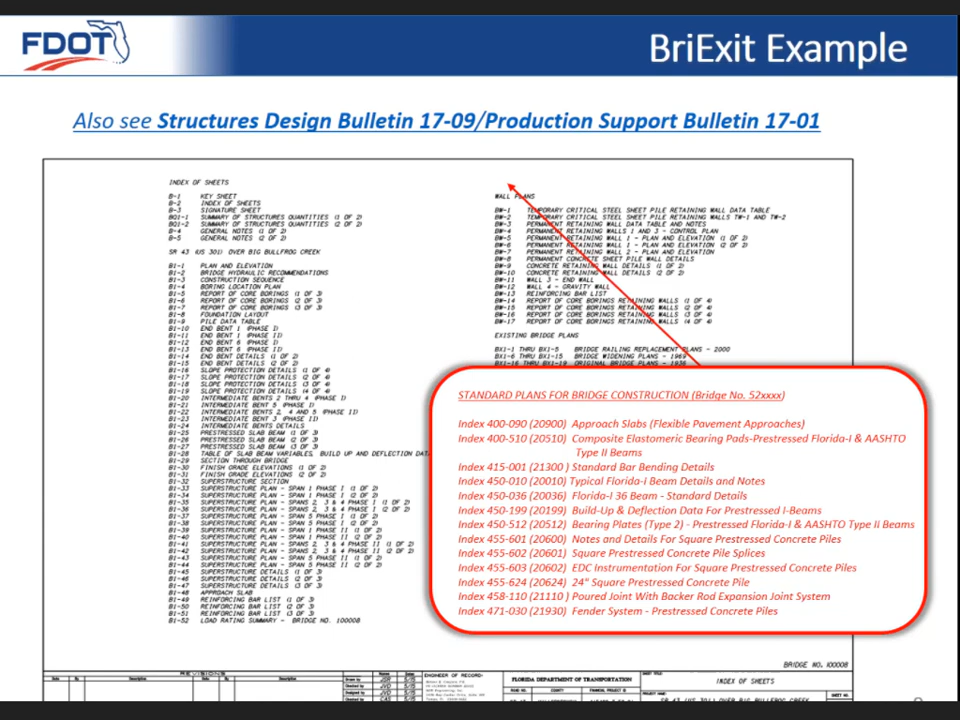 FDOT
BriExit Example
Also see Structures Design Bulletin 17-09/Production Support Bulletin 17-01
INDEX OF SHEETS
B-1 KEY SHEET
B-2 INDEX OF SHEETS
B-3 SIGNATURE SHEET
BQ1-1 SUMMARY OF STRUCTURES QUANTITIES (1 OF 2)
BQ1-2 SUMMARY OF STRUCTURES QUANTITIES (2 OF 2)
B-4 GENERAL NOTES (1 OF 2)
B-5 GENERAL NOTES (2 OF 2)
SR 43 (US 301) OVER BIG BULLFROG CREEK
B1-1 PLAN AND ELEVATION
B1-2 BRIDGE HYDRAULIC RECOMMENDATIONS
B1-3 CONSTRUCTION SEQUENCE
B1-4 BORING LOCATION PLAN
B1-5 REPORT OF CORE BORINGS (1 OF 3)
B1-6 REPORT OF CORE BORINGS (2 OF 3)
B1-7 REPORT OF CORE BORINGS (3 OF 3)
B1-8 FOUNDATION LAYOUT
B1-9 PILE DATA TABLE
B1-10 END BENT 1 (PHASE I)
B1-11 END BENT 1 (PHASE II)
B1-12 END BENT 6 (PHASE I)
B1-13 END BENT 6 (PHASE II)
B1-14 END BENT DETAILS (1 OF 2)
B1-15 END BENT DETAILS (2 OF 2)
B1-16 SLOPE PROTECTION DETAILS (1 OF 4)
B1-17 SLOPE PROTECTION DETAILS (2 OF 4)
B1-18 SLOPE PROTECTION DETAILS (3 OF 4)
B1-19 SLOPE PROTECTION DETAILS (4 OF 4)
B1-20 INTERMEDIATE BENTS 2 THRU 4 (PHASE I)
B1-21 INTERMEDIATE BENT 5 (PHASE I)
B1-22 INTERMEDIATE BENTS 2, 4 AND 5 (PHASE II)
B1-23 INTERMEDIATE BENT 3 (PHASE II)
B1-24 INTERMEDIATE BENTS DETAILS
B1-25 PRESTRESSED SLAB BEAM (1 OF 3)
B1-26 PRESTRESSED SLAB BEAM (2 OF 3)
B1-27 PRESTRESSED SLAB BEAM (3 OF 3)
B1-28 TABLE OF SLAB BEAM VARIABLES, BUILD UP AND DEFLECTION DAT
B1-29 SECTION THROUGH BRIDGE
B1-30 FINISH GRADE ELEVATIONS (1 OF 2)
B1-31 FINISH GRADE ELEVATIONS (2 OF 2)
B1-32 SUPERSTRUCTURE SECTION
B1-33 SUPERSTRUCTURE PLAN - SPAN 1 PHASE I (1 OF 2)
B1-34 SUPERSTRUCTURE PLAN - SPAN 1 PHASE I (2 OF 2)
B1-35 SUPERSTRUCTURE PLAN - SPANS 2, 3 & 4 PHASE I (1 OF 2)
B1-36 SUPERSTRUCTURE PLAN - SPANS 2, 3 & 4 PHASE I (2 OF 2)
B1-37 SUPERSTRUCTURE PLAN - SPAN 5 PHASE I (1 OF 2)
B1-38 SUPERSTRUCTURE PLAN - SPAN 5 PHASE I (2 OF 2)
B1-39 SUPERSTRUCTURE PLAN - SPAN 1 PHASE II (1 OF 2)
B1-40 SUPERSTRUCTURE PLAN - SPAN 1 PHASE II (2 OF 2)
B1-41 SUPERSTRUCTURE PLAN - SPANS 2, 3 & 4 PHASE II (1 OF 2)
B1-42 SUPERSTRUCTURE PLAN - SPANS 2, 3 & 4 PHASE II (2 OF 2)
B1-43 SUPERSTRUCTURE PLAN - SPAN 5 PHASE II (1 OF 2)
B1-44 SUPERSTRUCTURE PLAN - SPAN 5 PHASE II (2 OF 2)
B1-45 SUPERSTRUCTURE DETAILS (1 OF 3)
B1-46 SUPERSTRUCTURE DETAILS (2 OF 3)
B1-47 SUPERSTRUCTURE DETAILS (3 OF 3)
B1-48 APPROACH SLAB
B1-49 REINFORCING BAR LIST (1 OF 3)
B1-50 REINFORCING BAR LIST (2 OF 3)
B1-51 REINFORCING BAR LIST (3 OF 3)
B1-52 LOAD RATING SUMMARY - BRIDGE NO. 100008
WALL PLANS
BW-1 TEMPORARY CRITICAL STEEL SHEET PILE RETAINING WALL DATA TABLE
BW-2 TEMPORARY CRITICAL STEEL SHEET PILE RETAINING WALLS TW-1 AND TW-2
BW-3 PERMANENT RETAINING WALL DATA TABLE AND NOTES
BW-4 PERMANENT RETAINING WALLS 1 AND 3 - CONTROL PLAN
BW-5 PERMANENT RETAINING WALL 1 - PLAN AND ELEVATION (1 OF 2)
BW-6 PERMANENT RETAINING WALL 1 - PLAN AND ELEVATION (2 OF 2)
BW-7 PERMANENT RETAINING WALL 2 - PLAN AND ELEVATION
BW-8 PERMANENT CONCRETE SHEET PILE WALL DETAILS
BW-9 CONCRETE RETAINING WALL DETAILS (1 OF 2)
BW-10 CONCRETE RETAINING WALL DETAILS (2 OF 2)
BW-11 WALL 3 - END WALL
BW-12 WALL 4 - GRAVITY WALL
BW-13 REINFORCING BAR LIST
BW-14 REPORT OF CORE BORINGS RETAINING WALLS (1 OF 4)
BW-15 REPORT OF CORE BORINGS RETAINING WALLS (2 OF 4)
BW-16 REPORT OF CORE BORINGS RETAINING WALLS (3 OF 4)
BW-17 REPORT OF CORE BORINGS RETAINING WALLS (4 OF 4)
EXISTING BRIDGE PLANS
BX1-1 THRU BX1-5 BRIDGE RAILING REPLACEMENT PLANS - 2000
BX1-6 THRU BX1-15 BRIDGE WIDENING PLANS - 1969
BX1-16 THRU BX1-19 ORIGINAL BRIDGE PLANS - 1936
STANDARD PLANS FOR BRIDGE CONSTRUCTION (Bridge No. 52xxxx)
Index 400-090 (20900) Approach Slabs (Flexible Pavement Approaches)
Index 400-510 (20510) Composite Elastomeric Bearing Pads-Prestressed Florida-I & AASHTO
Type II Beams
Index 415-001 (21300 ) Standard Bar Bending Details
Index 450-010 (20010) Typical Florida-I Beam Details and Notes
Index 450-036 (20036) Florida-I 36 Beam - Standard Details
Index 450-199 (20199) Build-Up & Deflection Data For Prestressed I-Beams
Index 450-512 (20512) Bearing Plates (Type 2) - Prestressed Florida-I & AASHTO Type II Beams
Index 455-601 (20600) Notes and Details For Square Prestressed Concrete Piles
Index 455-602 (20601) Square Prestressed Concrete Pile Splices
Index 455-603 (20602) EDC Instrumentation For Square Prestressed Concrete Piles
Index 455-624 (20624) 24" Square Prestressed Concrete Pile
Index 458-110 (21110 ) Poured Joint With Backer Rod Expansion Joint System
Index 471-030 (21930) Fender System - Prestressed Concrete Piles
BRIDGE NO. 100008
REVISIONS
ENGINEER OF RECORD:
FLORIDA DEPARTMENT OF TRANSPORTATION
INDEX OF SHEETS